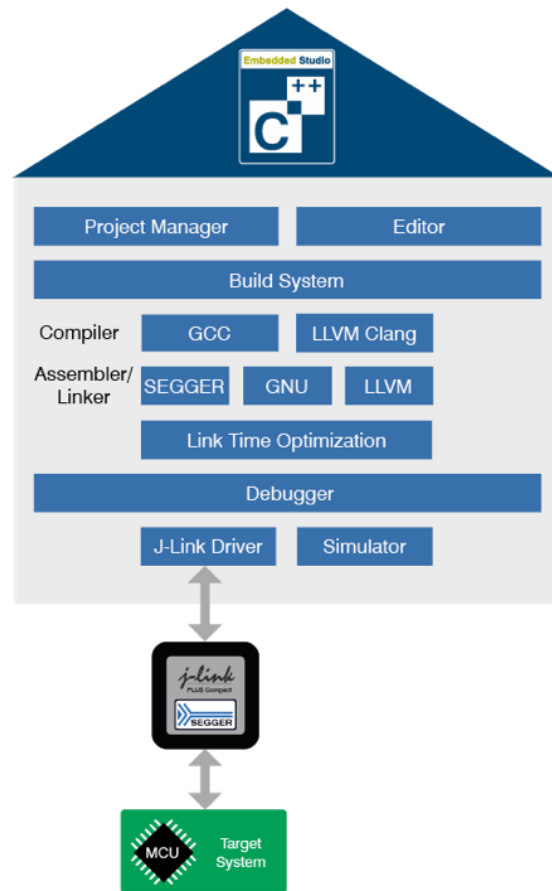 Embedded Studio
C++
Project Manager
Editor
Build System
Compiler
GCC
LLVM Clang
Assembler/
Linker
SEGGER
GNU
LLVM
Link Time Optimization
Debugger
J-Link Driver
Simulator
j-link
PLUS Compact
SEGGER
MCU
Target
System